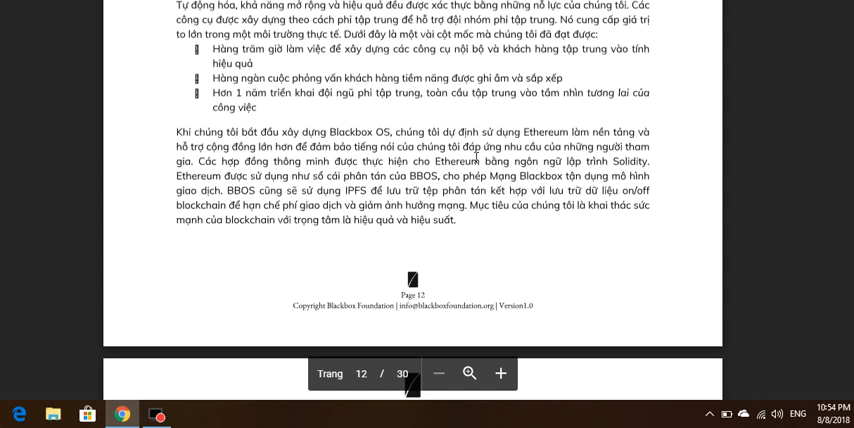 Tự động hóa, khả năng mở rộng và hiệu quả đều được xác thực bằng những nỗ lực của chúng tôi. Các
công cụ được xây dựng theo cách phi tập trung để hỗ trợ đội nhóm phi tập trung. Nó cung cấp giá trị
to lớn trong một môi trường thực tế. Dưới đây là một vài cột mốc mà chúng tôi đã đạt được:
Hàng trăm giờ làm việc để xây dựng các công cụ nội bộ và khách hàng tập trung vào tính
hiệu quả
Hàng ngàn cuộc phỏng vấn khách hàng tiềm năng được ghi âm và sắp xếp
Hơn 1 năm triển khai đội ngũ phi tập trung, toàn cầu tập trung vào tầm nhìn tương lai của
công việc
Khi chúng tôi bắt đầu xây dựng Blackbox OS, chúng tôi dự định sử dụng Ethereum làm nền tảng và
hỗ trợ cộng đồng lớn hơn để đảm bảo tiếng nói của chúng tôi đáp ứng nhu cầu của những người tham
gia. Các hợp đồng thông minh được thực hiện cho Ethereum bằng ngôn ngữ lập trình Solidity.
Ethereum được sử dụng như sổ cái phân tán của BBOS, cho phép Mạng Blackbox tận dụng mô hình
giao dịch. BBOS cũng sẽ sử dụng IPFS để lưu trữ tệp phân tán kết hợp với lưu trữ dữ liệu on/off
blockchain để hạn chế phí giao dịch và giảm ảnh hưởng mạng. Mục tiêu của chúng tôi là khai thác sức
mạnh của blockchain với trọng tâm là hiệu quả và hiệu suất.
Page 12
Copyright Blackbox Foundation | info@blackboxfoundation.org | Version1.0
Trang 12 / 30
ENG
10:54 PM
8/8/2018